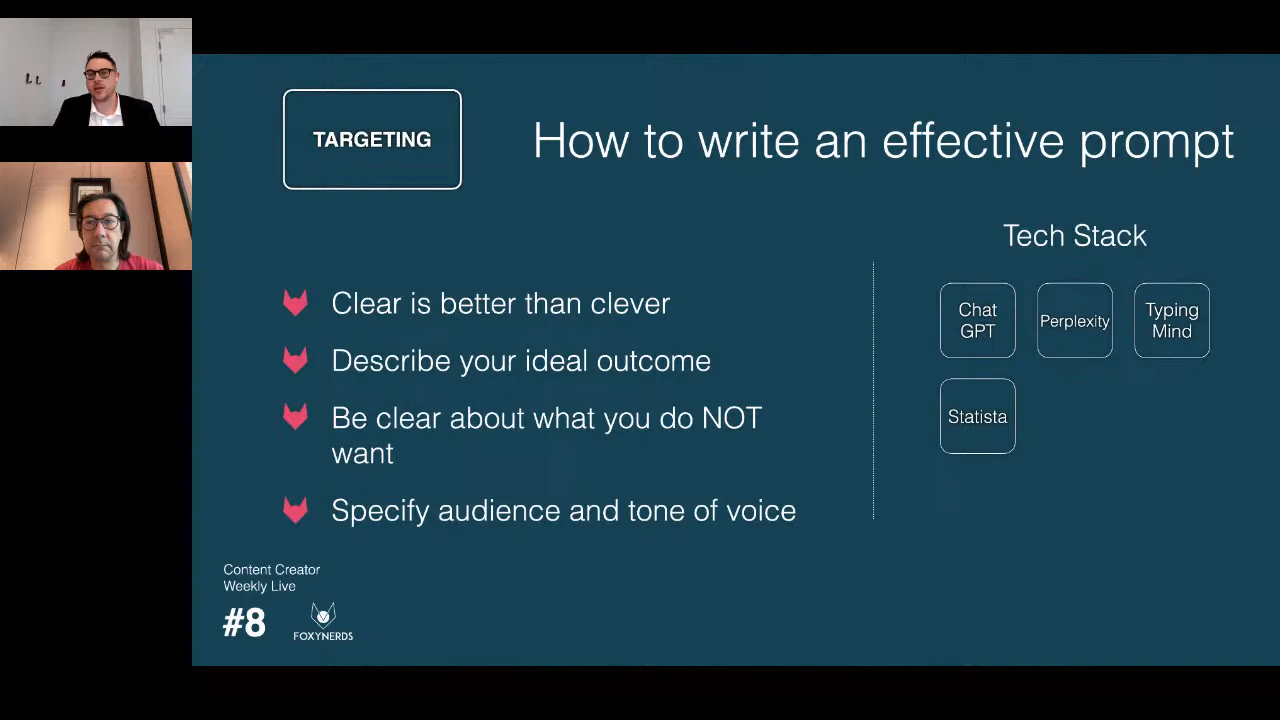 TARGETING
How to write an effective prompt
Clear is better than clever
Describe your ideal outcome
Be clear about what you do NOT
want
Specify audience and tone of voice
Tech Stack
Chat
GPT
Perplexity
Typing
Mind
Statista
Content Creator
Weekly Live
#8
FOXYNERDS